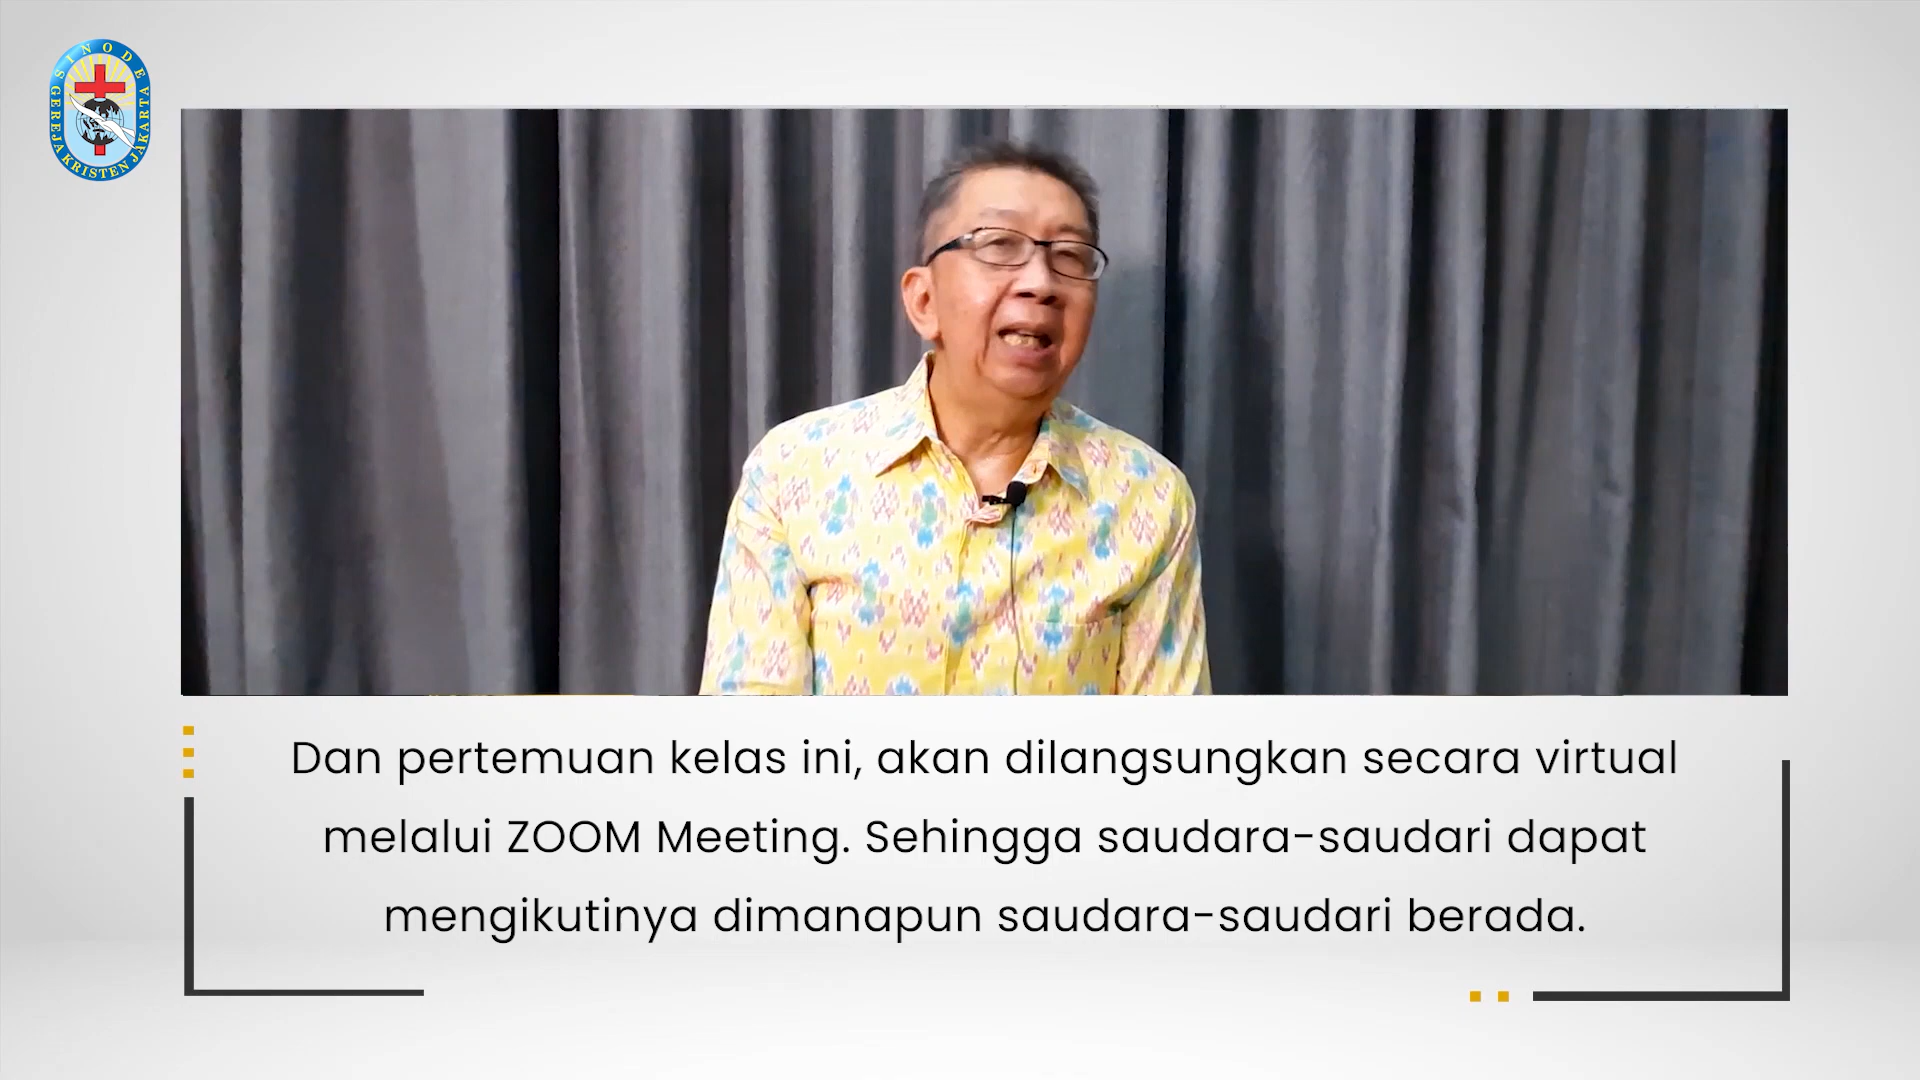 SINODE
GEREJA KRISTEN JAKARTA
Dan pertemuan kelas ini, akan dilangsungkan secara virtual
melalui ZOOM Meeting. Sehingga saudara-saudari dapat
mengikutinya dimanapun saudara-saudari berada.